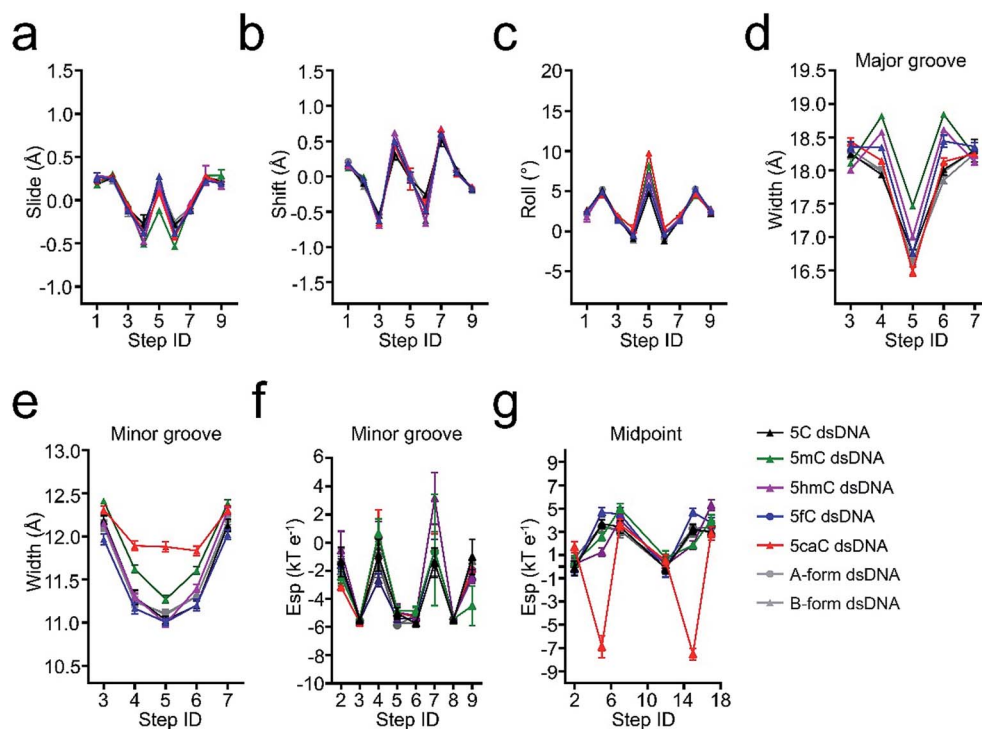 a
Slide (Å)
1.5
1.0
0.5
0.0
-0.5
-1.0
1 3 5 7 9
Step ID
b
Shift (Å)
1.5
1.0
0.5
0.0
-0.5
-1.0
-1.5
1 3 5 7 9
Step ID
c
Roll (°)
20
15
10
5
0
-5
1 3 5 7 9
Step ID
d
Major groove
Width (Å)
19.5
19.0
18.5
18.0
17.5
17.0
16.5
3 4 5 6 7
Step ID
e
Minor groove
Width (Å)
13.0
12.5
12.0
11.5
11.0
10.5
3 4 5 6 7
Step ID
f
Minor groove
Esp (kT e⁻¹)
6
4
2
0
-2
-4
-6
-8
-10
2 3 4 5 6 7 8 9
Step ID
g
Midpoint
Esp (kT e⁻¹)
9
7
5
3
1
-1
-3
-5
-7
-9
2 6 10 14 18
Step ID
5C dsDNA
5mC dsDNA
5hmC dsDNA
5fC dsDNA
5caC dsDNA
A-form dsDNA
B-form dsDNA